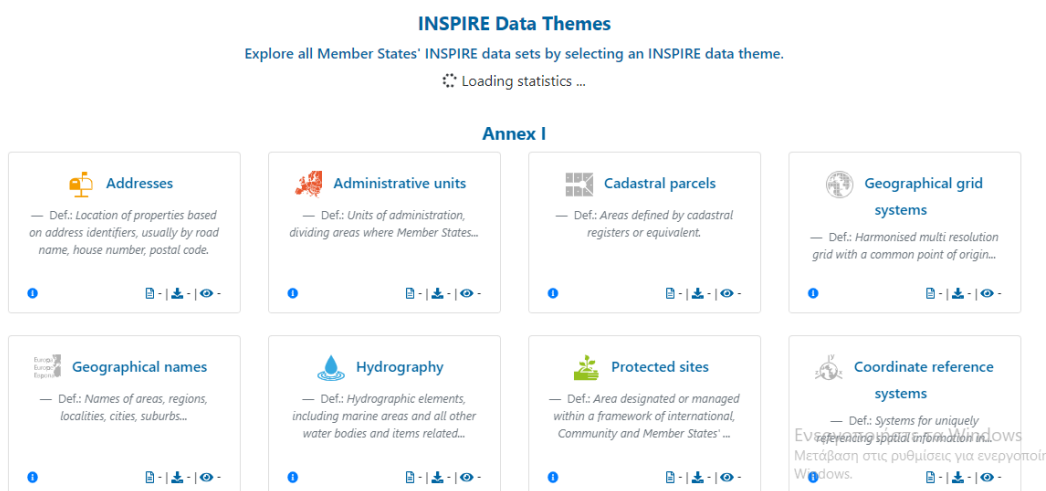 INSPIRE Data Themes
Explore all Member States' INSPIRE data sets by selecting an INSPIRE data theme.
Loading statistics ...
Annex I
Addresses
— Def.: Location of properties based
on address identifiers, usually by road
name, house number, postal code.
- | - | -
Administrative units
— Def.: Units of administration,
dividing areas where Member States...
- | - | -
Cadastral parcels
— Def.: Areas defined by cadastral
registers or equivalent.
- | - | -
Geographical grid
systems
— Def.: Harmonised multi resolution
grid with a common point of origin...
- | - | -
Geographical names
— Def.: Names of areas, regions,
localities, cities, suburbs...
- | - | -
Hydrography
— Def.: Hydrographic elements,
including marine areas and all other
water bodies and items related...
- | - | -
Protected sites
— Def.: Area designated or managed
within a framework of international,
Community and Member States' ...
- | - | -
Coordinate reference
systems
— Def.: Systems for uniquely
referencing spatial information in...
- | - | -
Ενεργοποιήστε τα Windows
Μετάβαση στις ρυθμίσεις για ενεργοποί
Windows.